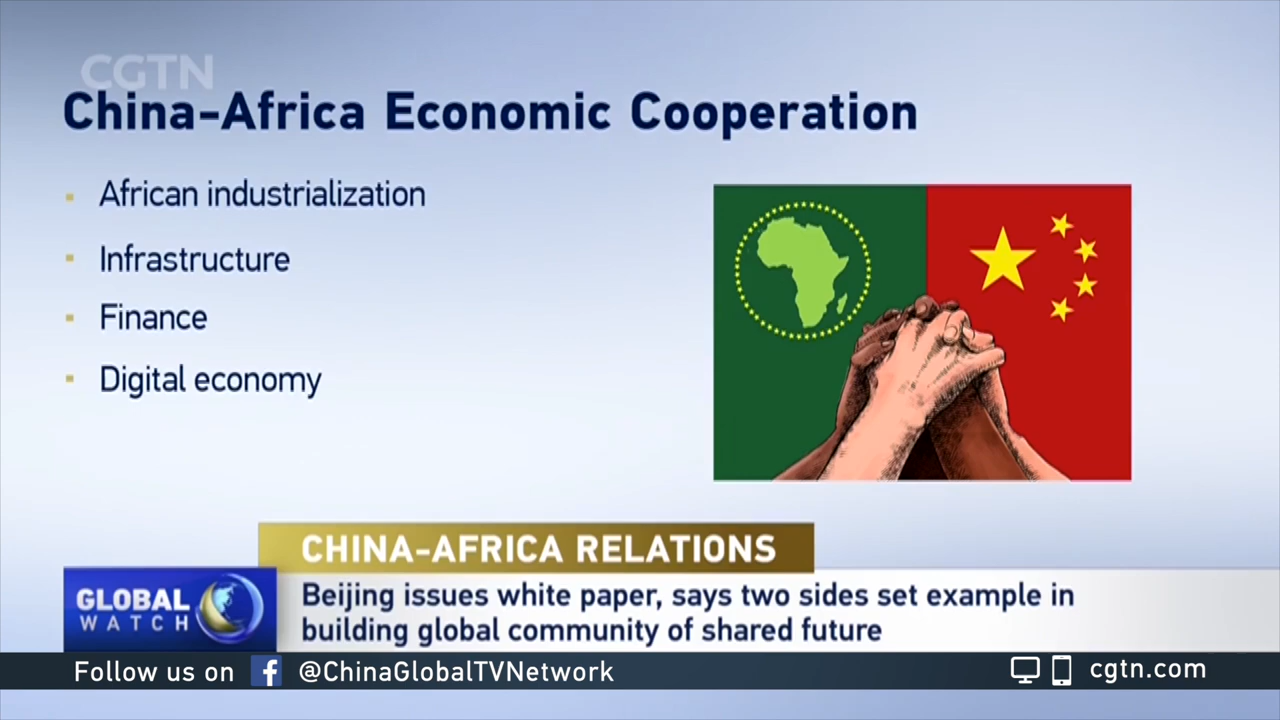 CGTN
China-Africa Economic Cooperation
African industrialization
Infrastructure
Finance
Digital economy
CHINA-AFRICA RELATIONS
GLOBAL
WATCH
Beijing issues white paper, says two sides set example in
building global community of shared future
Follow us on f @ChinaGlobalTVNetwork
cgtn.com